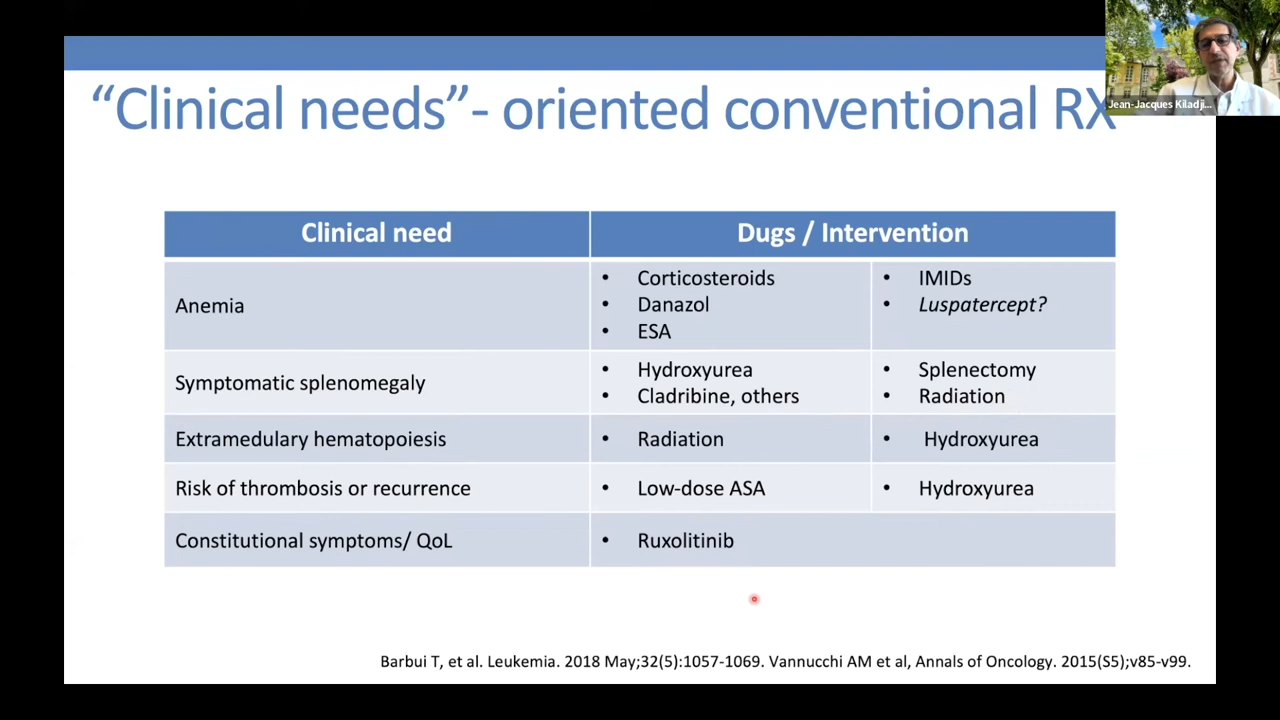 Jean-Jacques Kiladji...
“Clinical needs”- oriented conventional RX
Clinical need
Dugs / Intervention
Anemia
• Corticosteroids
• Danazol
• ESA
• IMIDs
• Luspatercept?
Symptomatic splenomegaly
• Hydroxyurea
• Cladribine, others
• Splenectomy
• Radiation
Extramedulary hematopoiesis
• Radiation
• Hydroxyurea
Risk of thrombosis or recurrence
• Low-dose ASA
• Hydroxyurea
Constitutional symptoms/ QoL
• Ruxolitinib
Barbui T, et al. Leukemia. 2018 May;32(5):1057-1069. Vannucchi AM et al, Annals of Oncology. 2015(S5);v85-v99.